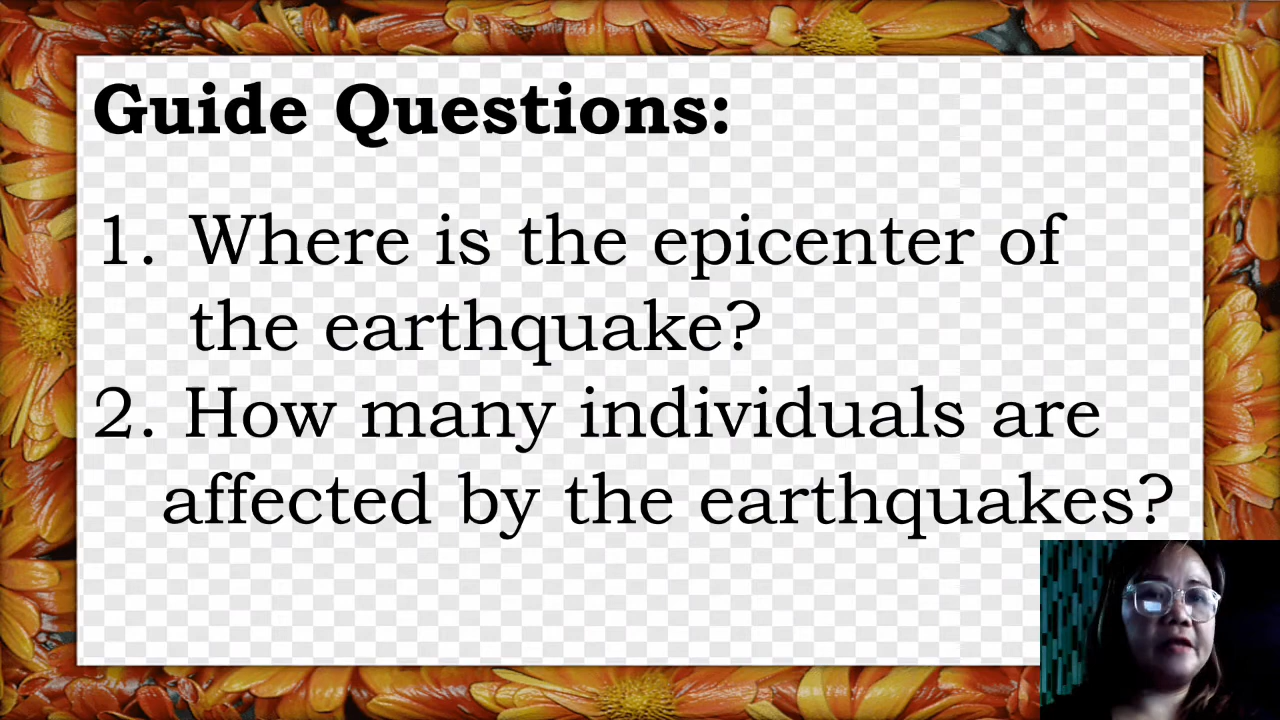 Guide Questions:
1. Where is the epicenter of
the earthquake?
2. How many individuals are
affected by the earthquakes?